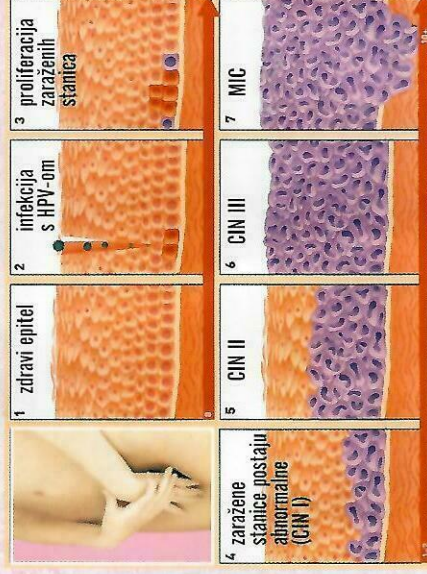 1 zdravi epitel
2 infekcija
s HPV-om
3 proliferacija
zaraženih
stanica
4 zaražene
stanice postaju
abnormalne
(CIN I)
5 CIN II
6 CIN III
7 MIC